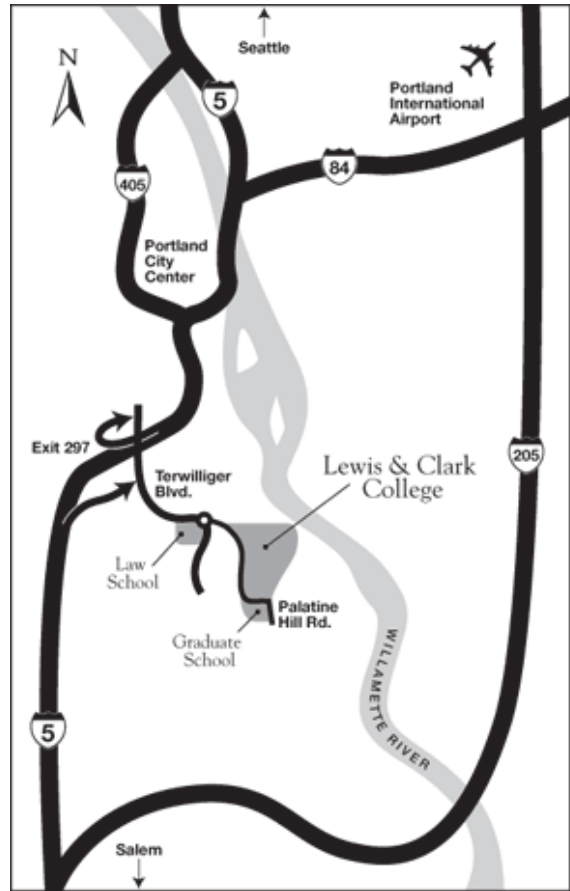 N
Seattle
5
Portland
International
Airport
84
405
Portland
City
Center
Exit 297
205
Lewis & Clark
College
Terwilliger
Blvd.
Law
School
Palatine
Hill Rd.
Graduate
School
WILLAMETTE RIVER
5
Salem